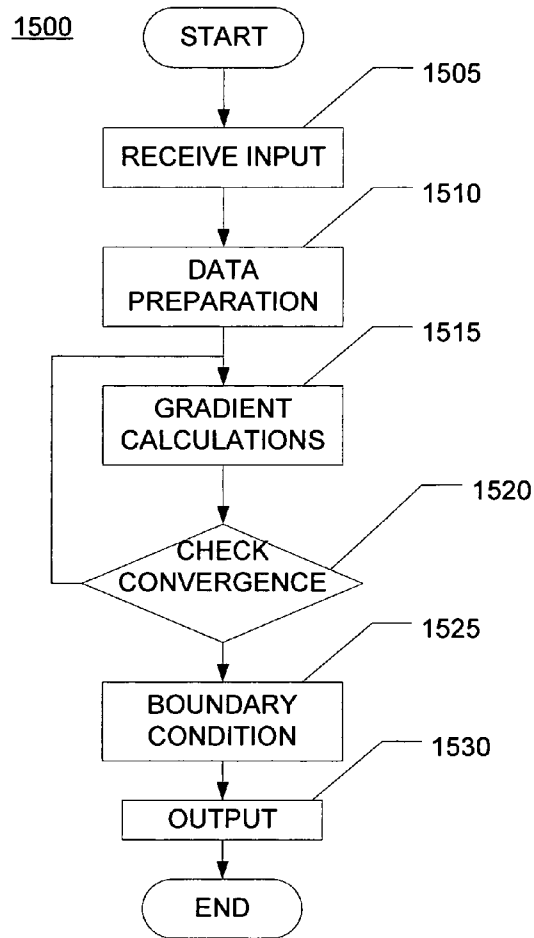 1500
START
1505
RECEIVE INPUT
1510
DATA
PREPARATION
1515
GRADIENT
CALCULATIONS
1520
CHECK
CONVERGENCE
1525
BOUNDARY
CONDITION
1530
OUTPUT
END